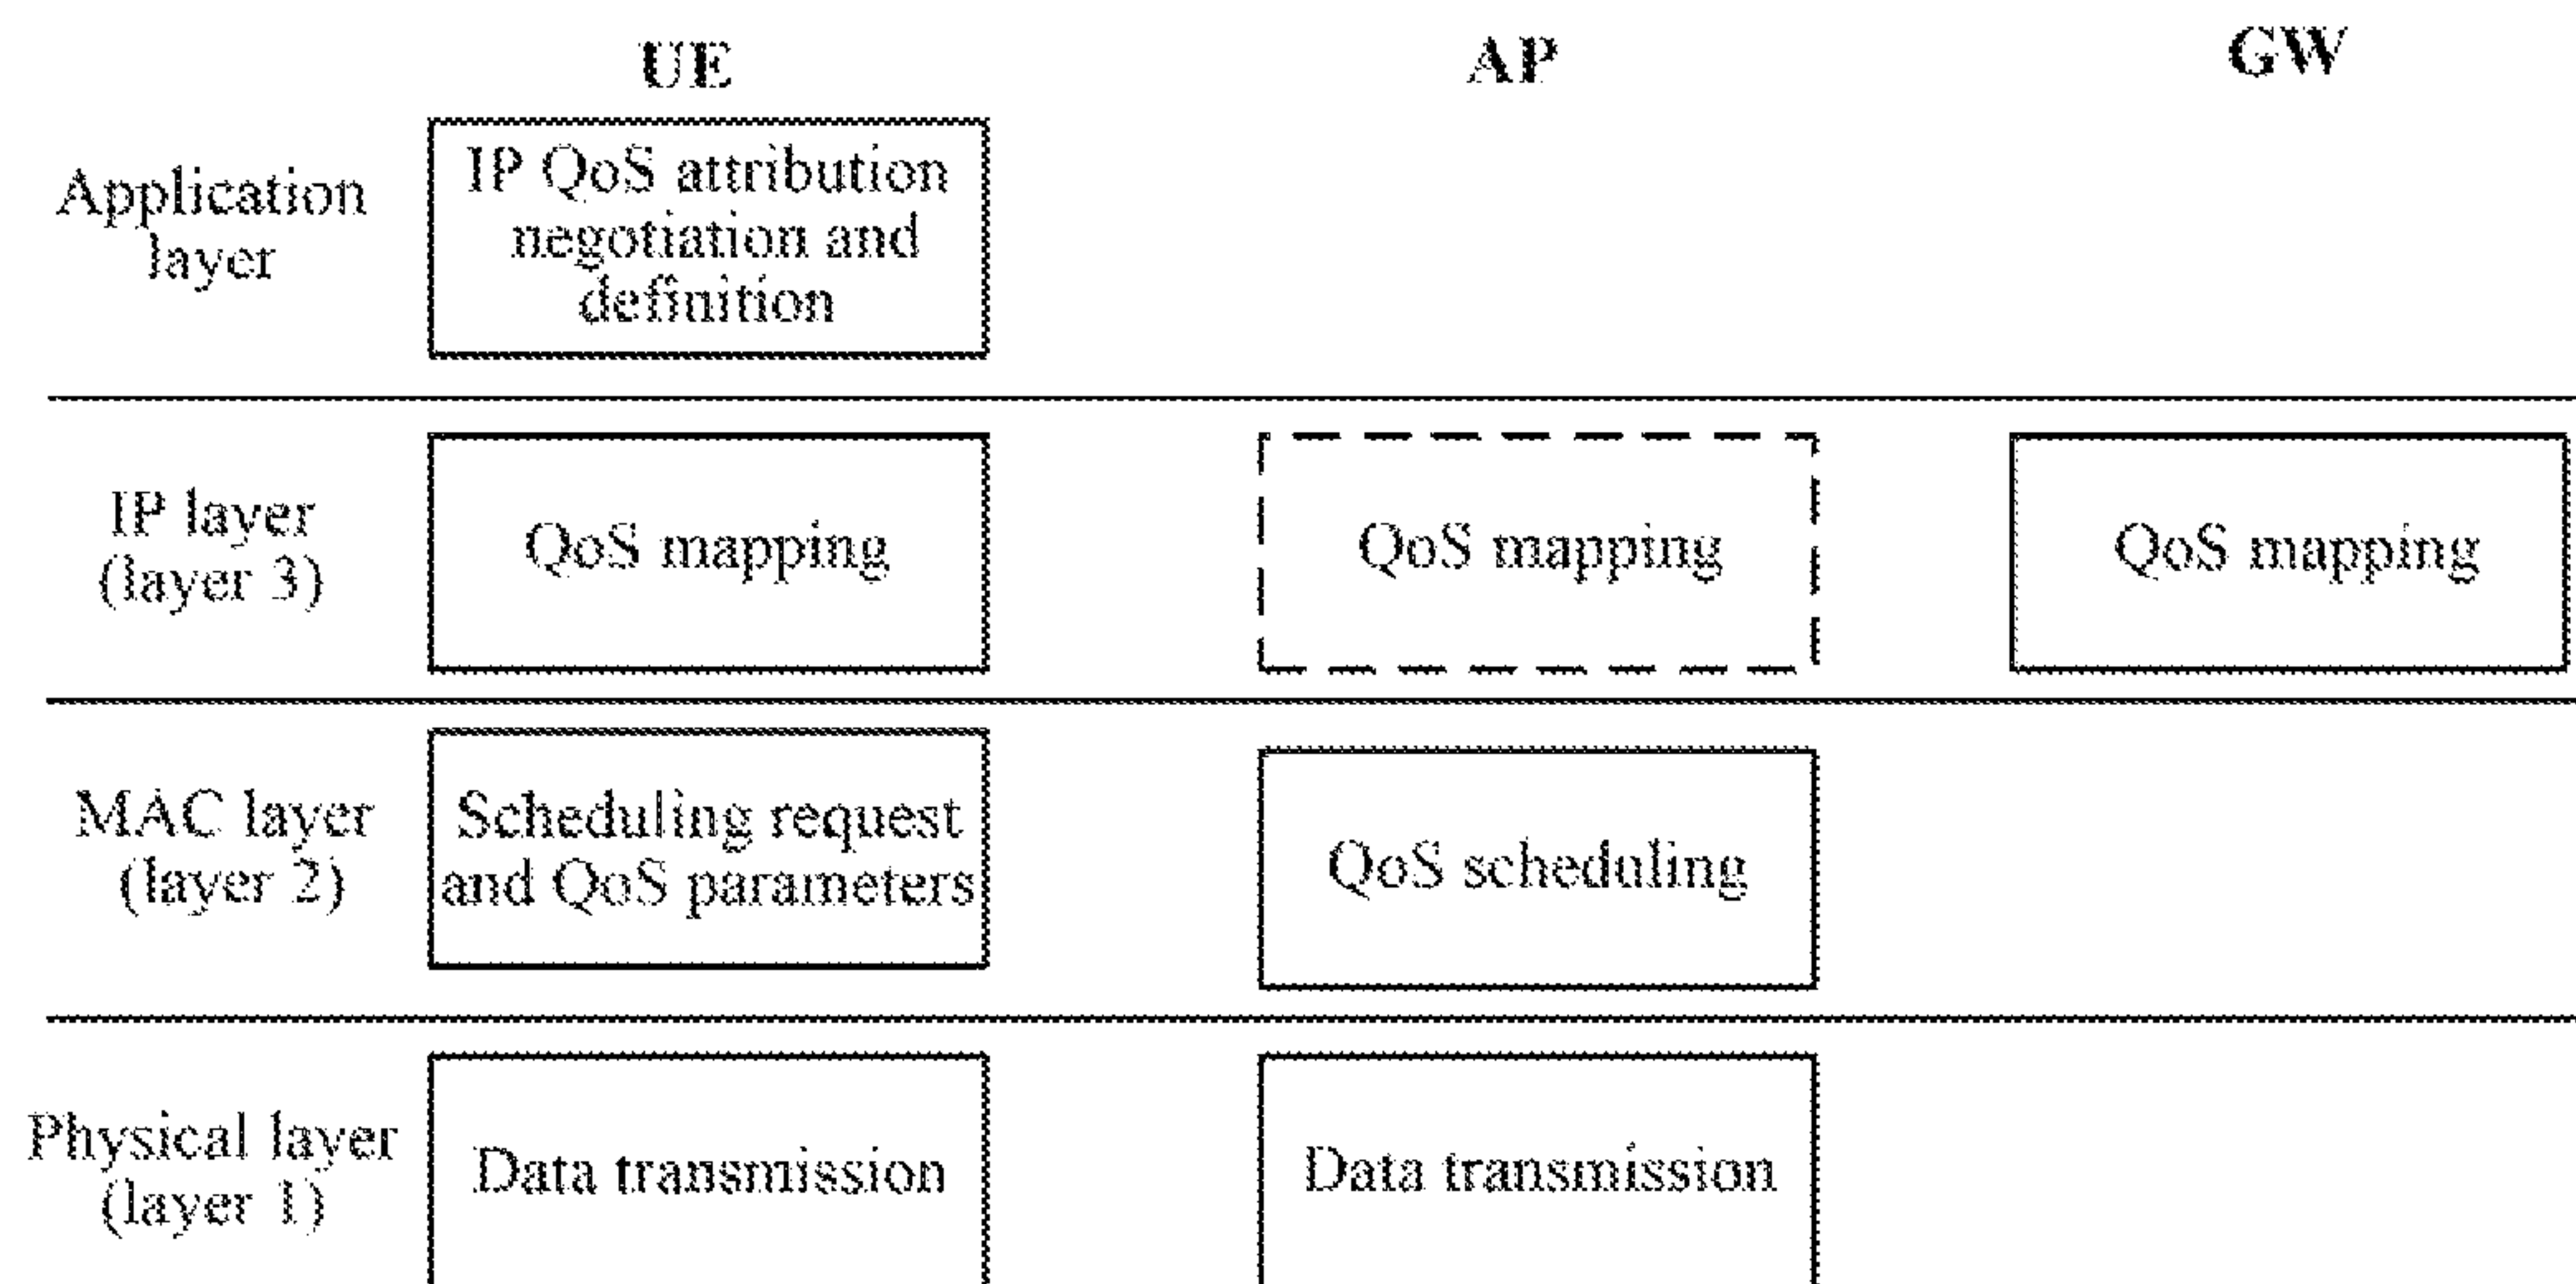 UE
AP
GW
Application
layer
IP QoS attribution
negotiation and
definition
IP layer
(layer 3)
QoS mapping
QoS mapping
QoS mapping
MAC layer
(layer 2)
Scheduling request
and QoS parameters
QoS scheduling
Physical layer
(layer 1)
Data transmission
Data transmission